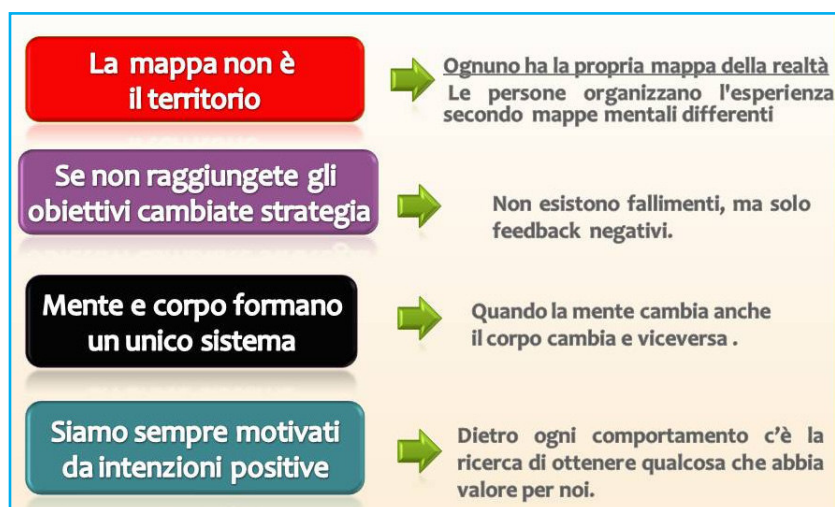 La mappa non è
il territorio
Ognuno ha la propria mappa della realtà
Le persone organizzano l'esperienza
secondo mappe mentali differenti
Se non raggiungete gli
obiettivi cambiate strategia
Non esistono fallimenti, ma solo
feedback negativi.
Mente e corpo formano
un unico sistema
Quando la mente cambia anche
il corpo cambia e viceversa .
Siamo sempre motivati
da intenzioni positive
Dietro ogni comportamento c’è la
ricerca di ottenere qualcosa che abbia
valore per noi.